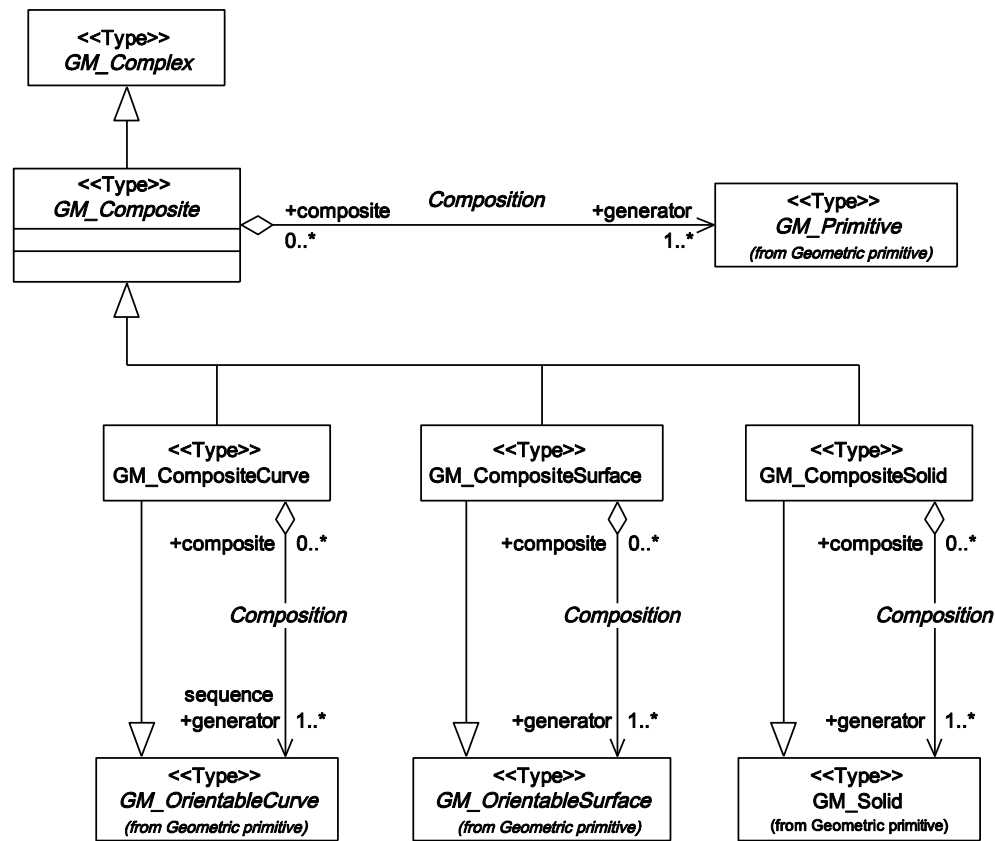 <<Type>>
GM_Complex
<<Type>>
GM_Composite
+composite
0..*
Composition
+generator
1..*
<<Type>>
GM_Primitive
(from Geometric primitive)
<<Type>>
GM_CompositeCurve
<<Type>>
GM_CompositeSurface
<<Type>>
GM_CompositeSolid
+composite 0..*
+composite 0..*
+composite 0..*
Composition
Composition
Composition
sequence
+generator 1..*
+generator 1..*
+generator 1..*
<<Type>>
GM_OrientableCurve
(from Geometric primitive)
<<Type>>
GM_OrientableSurface
(from Geometric primitive)
<<Type>>
GM_Solid
(from Geometric primitive)